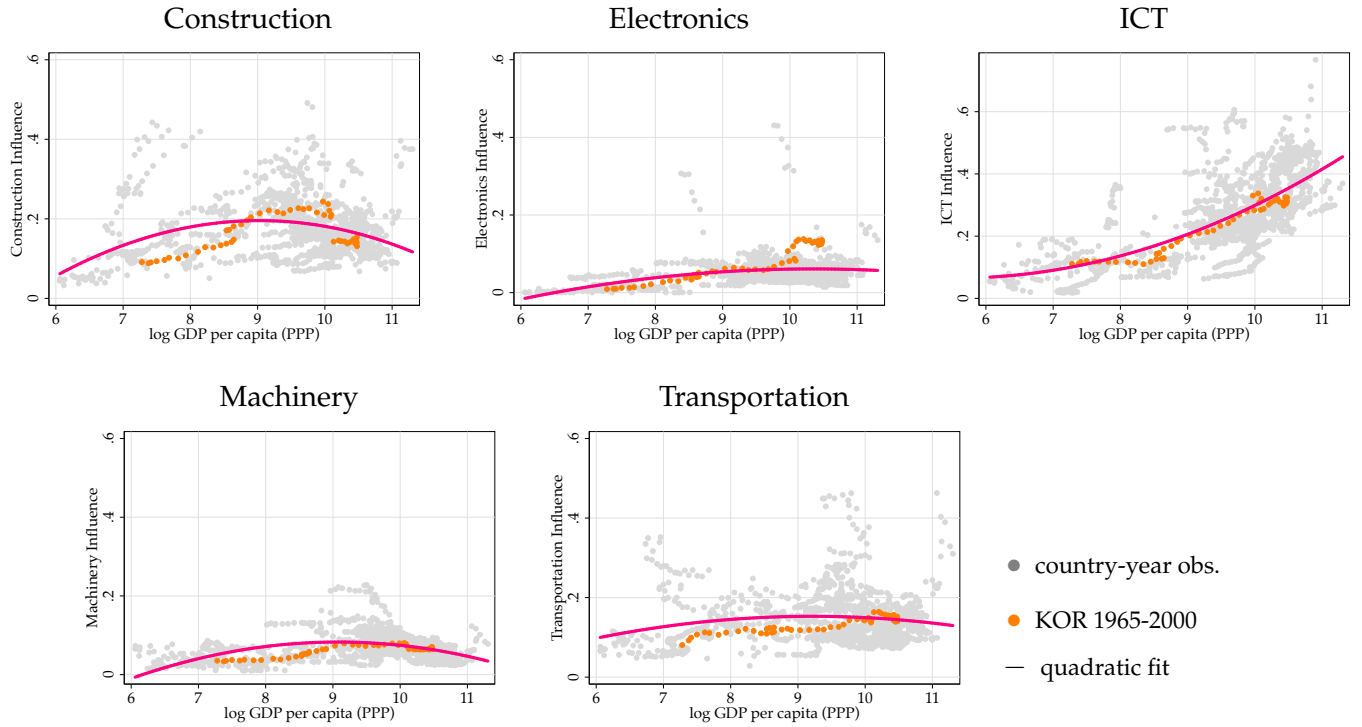 Construction
Electronics
ICT
Construction Influence
0 .2 .4 .6
6 7 8 9 10 11
log GDP per capita (PPP)
Electronics Influence
0 .2 .4 .6
6 7 8 9 10 11
log GDP per capita (PPP)
ICT Influence
0 .2 .4 .6
6 7 8 9 10 11
log GDP per capita (PPP)
Machinery
Transportation
Machinery Influence
0 .2 .4 .6
6 7 8 9 10 11
log GDP per capita (PPP)
Transportation Influence
0 .2 .4 .6
6 7 8 9 10 11
log GDP per capita (PPP)
country-year obs.
KOR 1965-2000
quadratic fit